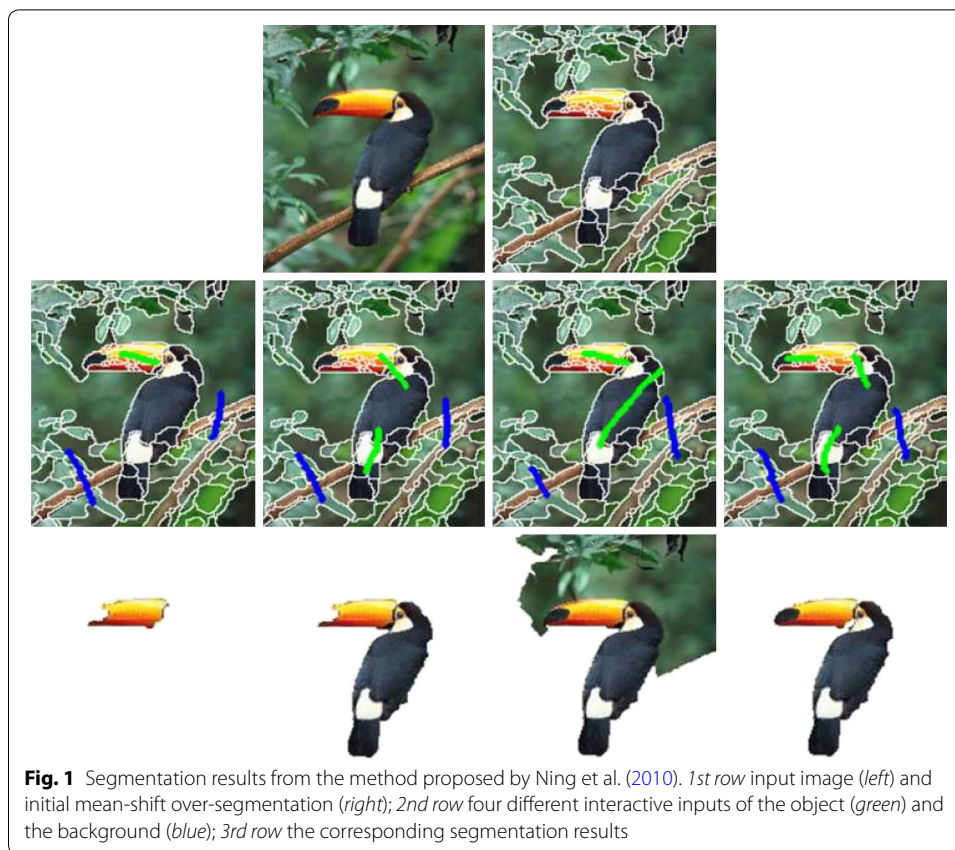 Fig. 1 Segmentation results from the method proposed by Ning et al. (2010). 1st row input image (left) and
initial mean-shift over-segmentation (right); 2nd row four different interactive inputs of the object (green) and
the background (blue); 3rd row the corresponding segmentation results